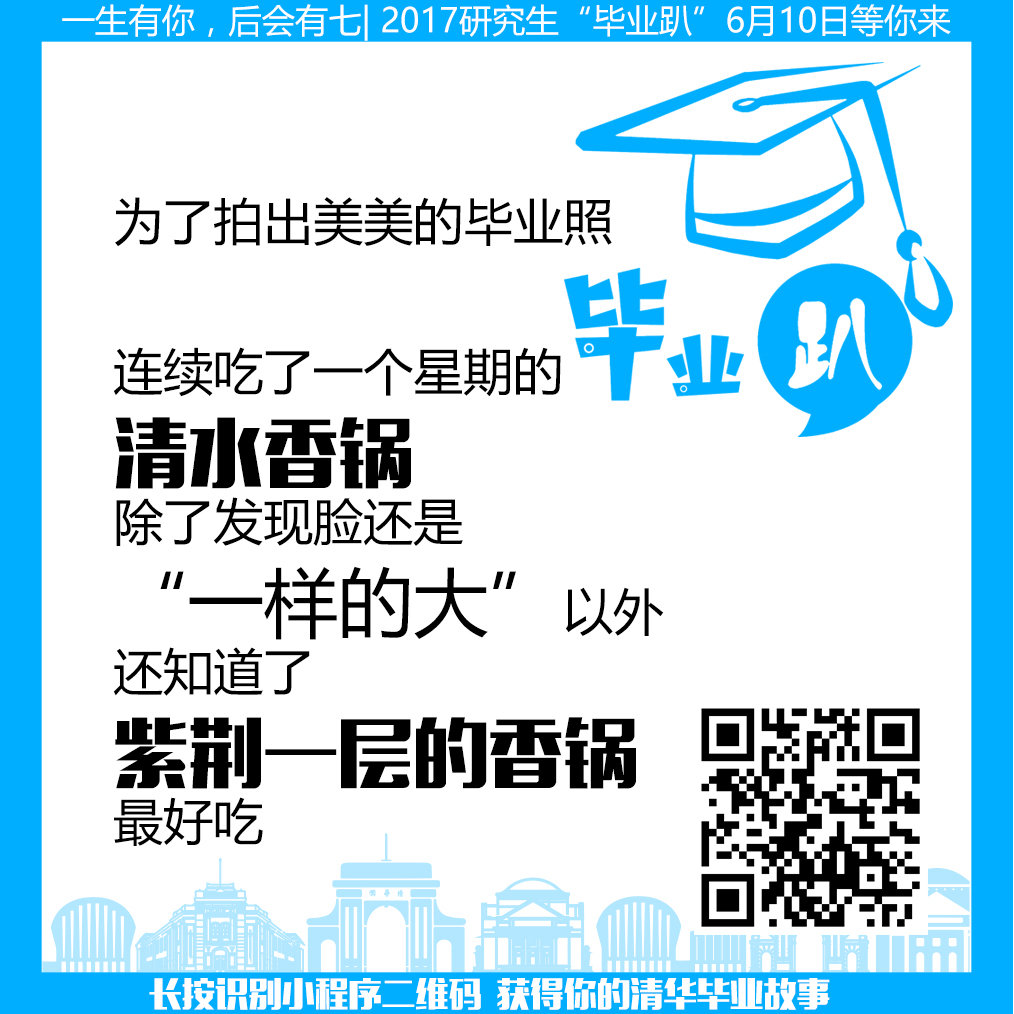 一生有你，后会有七| 2017研究生“毕业趴”6月10日等你来
为了拍出美美的毕业照
毕业趴
连续吃了一个星期的
清水香锅
除了发现脸还是
“一样的大”以外
还知道了
紫荆一层的香锅
最好吃
清華園
长按识别小程序二维码 获得你的清华毕业故事